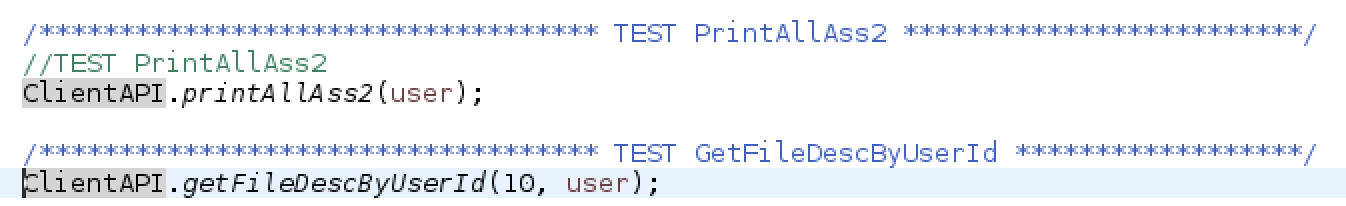 /*********************************** TEST PrintAllAss2 *************************/
//TEST PrintAllAss2
ClientAPI.printAllAss2(user);
/*********************************** TEST GetFileDescByUserId ******************/
ClientAPI.getFileDescByUserId(10, user);